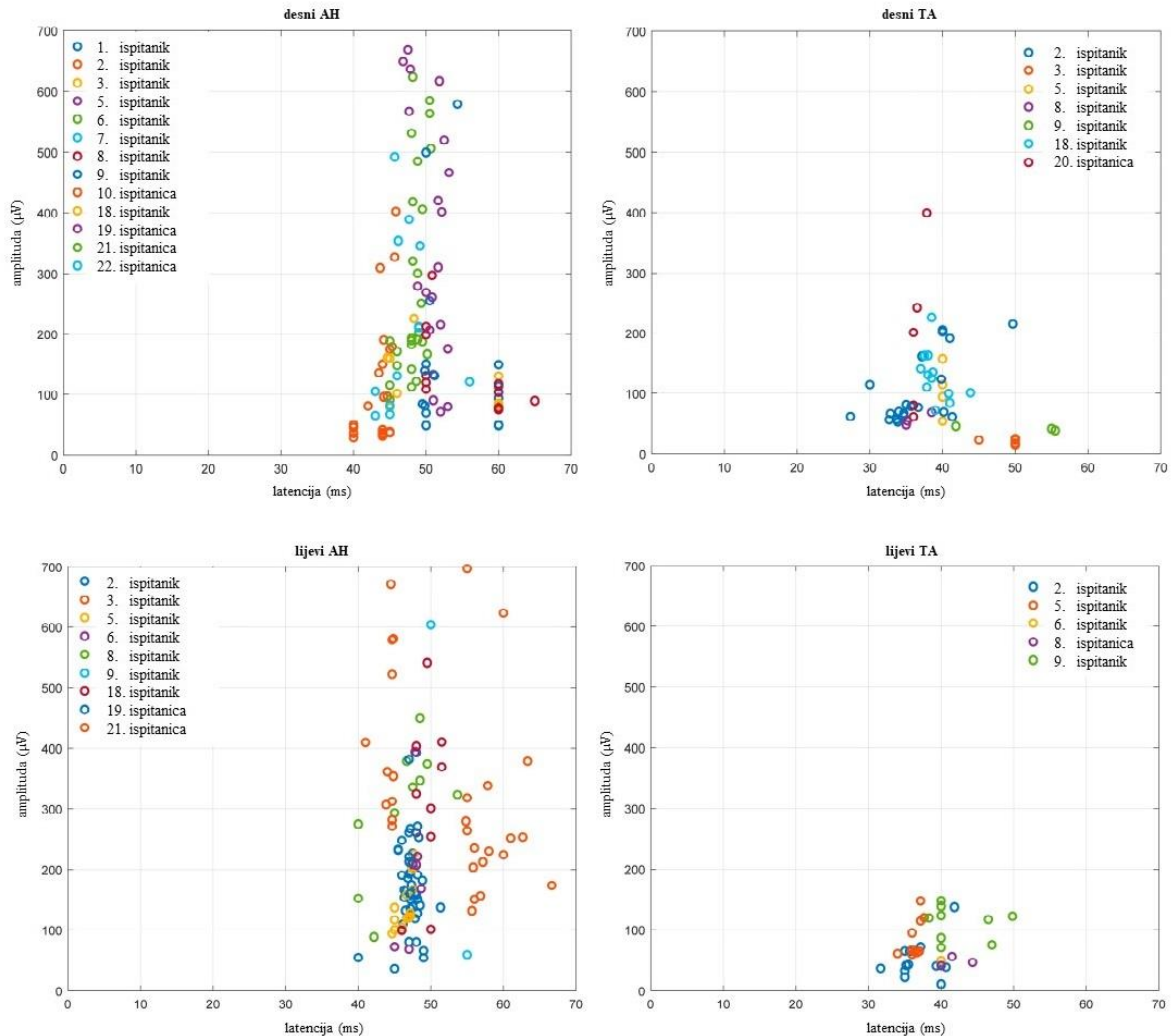 desni AH
700
600
500
400
300
200
100
0
amplituda (µV)
1. ispitanik
2. ispitanik
3. ispitanik
5. ispitanik
6. ispitanik
7. ispitanik
8. ispitanik
9. ispitanik
10. ispitanica
18. ispitanik
19. ispitanica
21. ispitanica
22. ispitanica
0 10 20 30 40 50 60 70
latencija (ms)
desni TA
700
600
500
400
300
200
100
0
amplituda (µV)
2. ispitanik
3. ispitanik
5. ispitanik
8. ispitanik
9. ispitanik
18. ispitanik
20. ispitanica
0 10 20 30 40 50 60 70
latencija (ms)
lijevi AH
700
600
500
400
300
200
100
0
amplituda (µV)
2. ispitanik
3. ispitanik
5. ispitanik
6. ispitanik
8. ispitanik
9. ispitanik
18. ispitanik
19. ispitanica
21. ispitanica
0 10 20 30 40 50 60 70
latencija (ms)
lijevi TA
700
600
500
400
300
200
100
0
amplituda (µV)
2. ispitanik
5. ispitanik
6. ispitanik
8. ispitanica
9. ispitanik
0 10 20 30 40 50 60 70
latencija (ms)